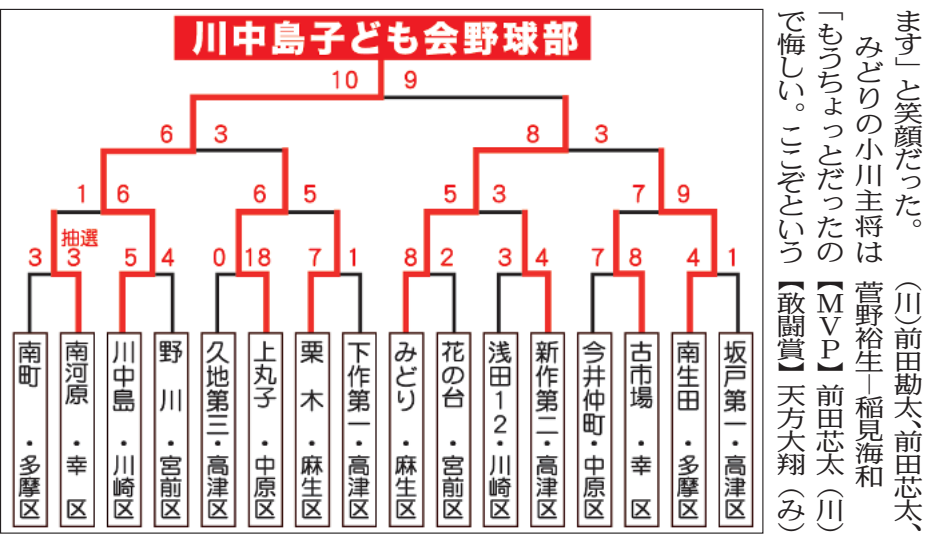 川中島子ども会野球部
10 9
6 3 8 3
1 6 6 5 5 3 7 9
抽選
3 3 5 4 0 18 7 1 8 2 3 4 7 8 4 1
南町・多摩区
南河原・幸区
川中島・川崎区
野川・宮前区
久地第三・高津区
上丸子・中原区
栗木・麻生区
下作第一・高津区
みどり・麻生区
花の台・宮前区
浅田12・川崎区
新作第二・高津区
今井仲町・中原区
古市場・幸区
南生田・多摩区
坂戸第一・高津区
ます」と笑顔だった。
みどりの小川主将は
「もうちょっとだったの
で悔しい。ここぞという
(川)前田勘太、前田芯太、
菅野裕生―稲見海和
【MVP】前田芯太(川)
【敢闘賞】天方大翔(み)